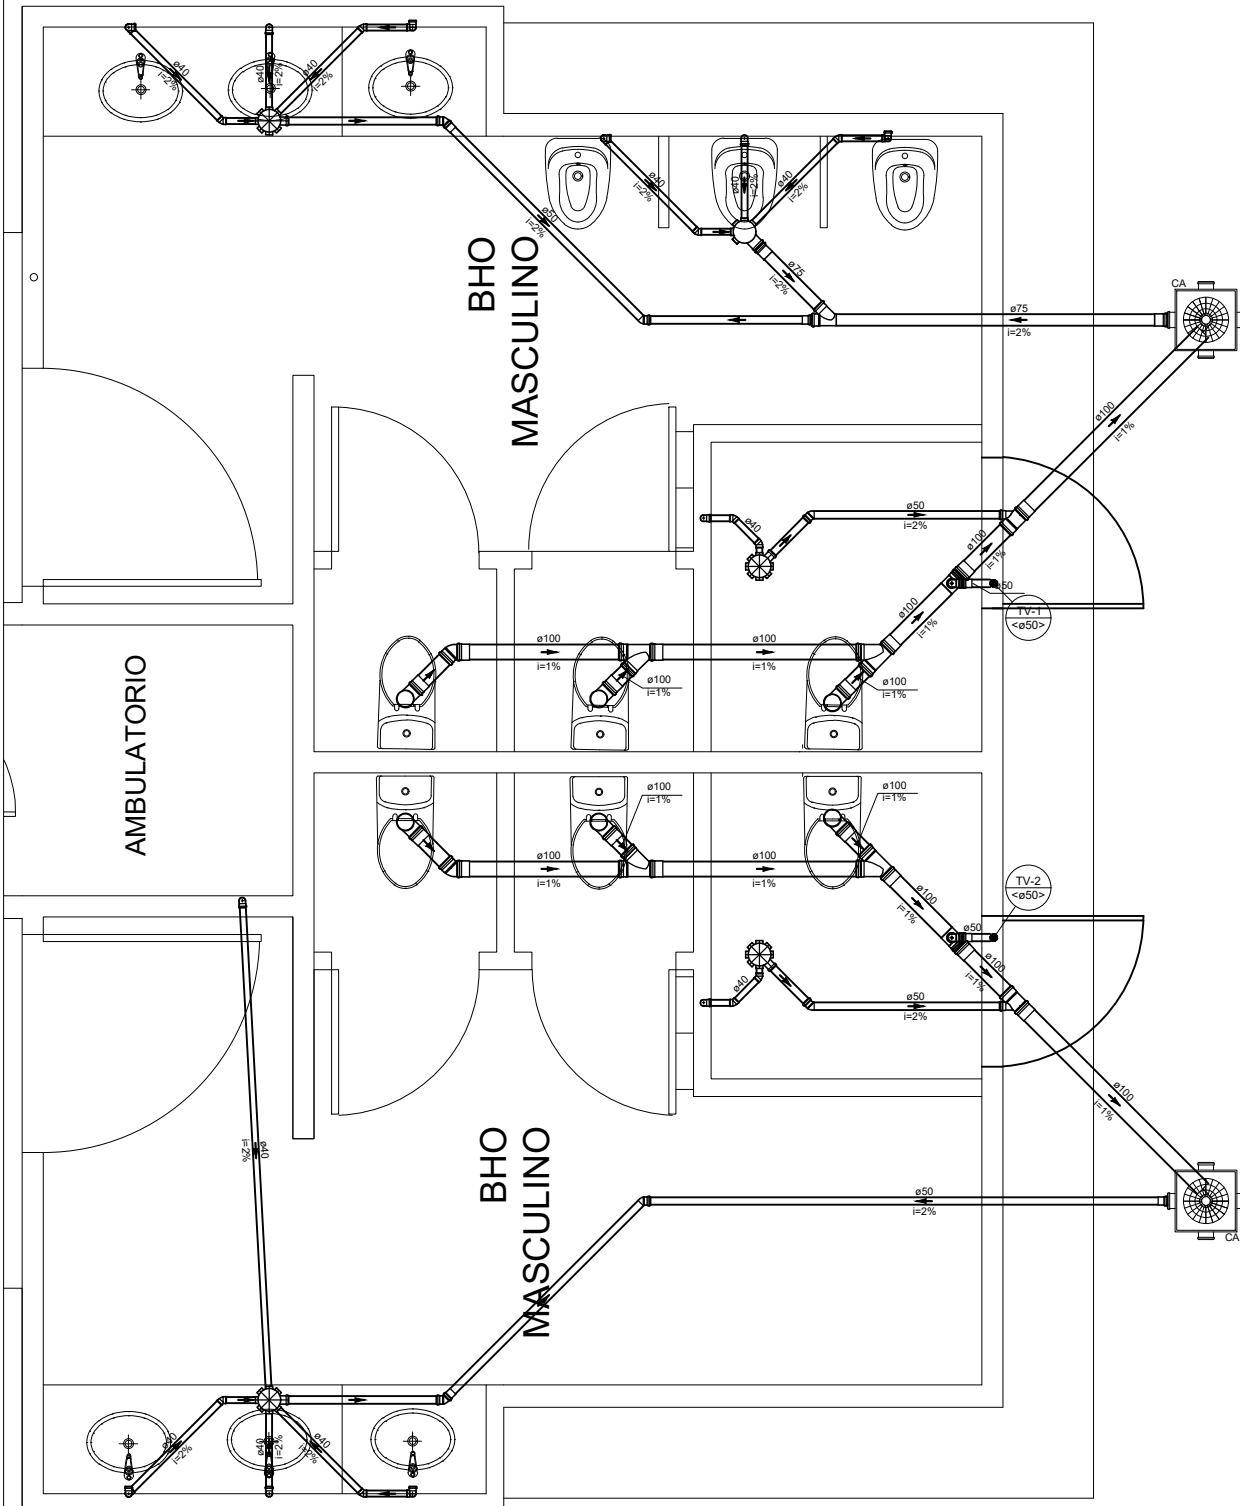 ø40
i=2%
ø40
i=2%
ø40
i=2%
ø50
i=2%
ø40
i=2%
ø40
i=2%
ø40
i=2%
ø75
i=2%
BHO
MASCULINO
CA
ø75
i=2%
ø100
i=1%
ø40
ø50
i=2%
ø100
i=1%
ø50
TV-1
<ø50>
ø100
i=1%
ø100
i=1%
ø100
i=1%
ø100
i=1%
ø100
i=1%
AMBULATORIO
ø100
i=1%
ø100
i=1%
ø100
i=1%
ø100
i=1%
ø100
i=1%
TV-2
<ø50>
ø50
ø100
i=1%
ø40
ø50
i=2%
ø100
i=1%
ø40
i=2%
BHO
MASCULINO
ø50
i=2%
CA
ø40
i=2%
ø40
i=2%
ø40
i=2%